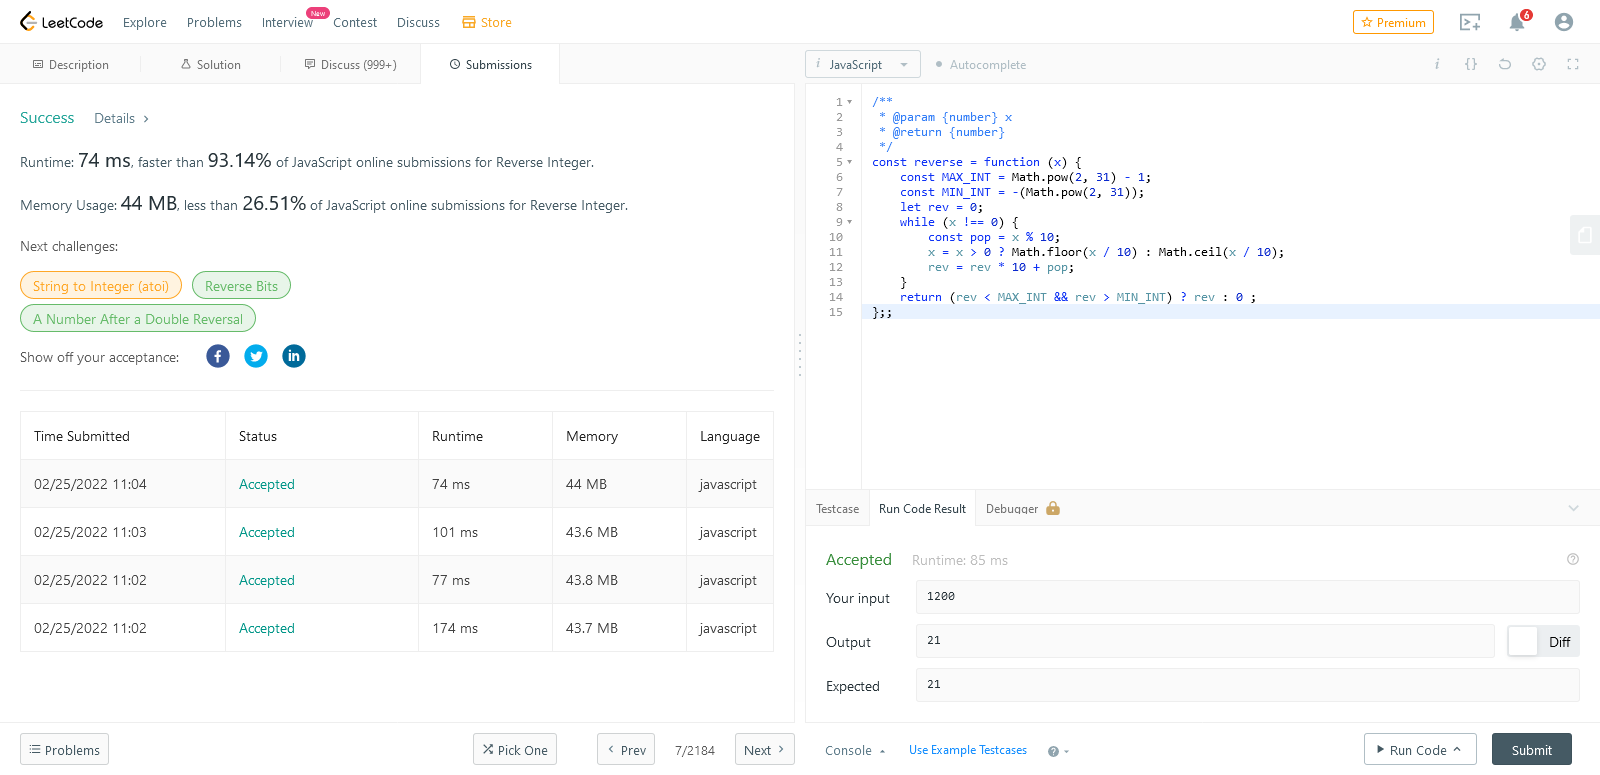 LeetCode Explore Problems Interview New Contest Discuss Store Premium 6
Description Solution Discuss (999+) Submissions
JavaScript Autocomplete
Success Details
Runtime: 74 ms, faster than 93.14% of JavaScript online submissions for Reverse Integer.
Memory Usage: 44 MB, less than 26.51% of JavaScript online submissions for Reverse Integer.
Next challenges:
String to Integer (atoi) Reverse Bits
A Number After a Double Reversal
Show off your acceptance:
Time Submitted Status Runtime Memory Language
02/25/2022 11:04 Accepted 74 ms 44 MB javascript
02/25/2022 11:03 Accepted 101 ms 43.6 MB javascript
02/25/2022 11:02 Accepted 77 ms 43.8 MB javascript
02/25/2022 11:02 Accepted 174 ms 43.7 MB javascript
Problems Pick One Prev 7/2184 Next
1 /**
2 * @param {number} x
3 * @return {number}
4 */
5 const reverse = function (x) {
6 const MAX_INT = Math.pow(2, 31) - 1;
7 const MIN_INT = -(Math.pow(2, 31));
8 let rev = 0;
9 while (x !== 0) {
10 const pop = x % 10;
11 x = x > 0 ? Math.floor(x / 10) : Math.ceil(x / 10);
12 rev = rev * 10 + pop;
13 }
14 return (rev < MAX_INT && rev > MIN_INT) ? rev : 0 ;
15 };;
Testcase Run Code Result Debugger
Accepted Runtime: 85 ms
Your input 1200
Output 21 Diff
Expected 21
Console Use Example Testcases Run Code Submit